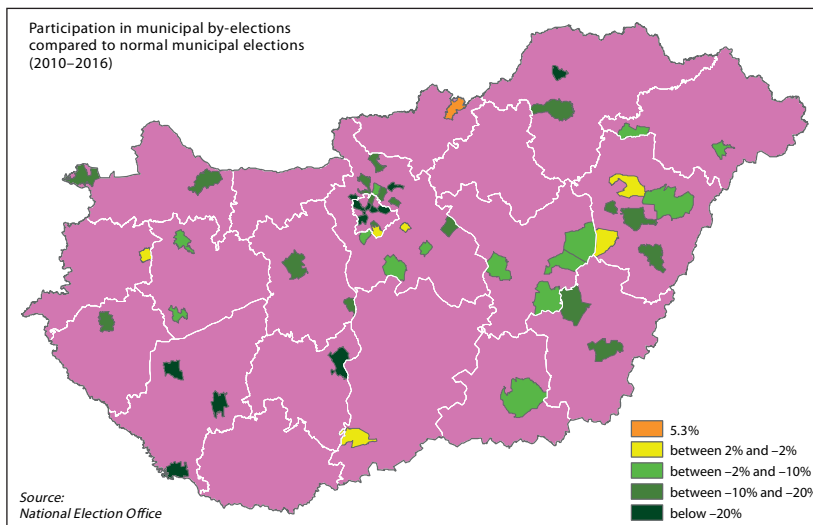 Participation in municipal by-elections
compared to normal municipal elections
(2010–2016)
5.3%
between 2% and –2%
between –2% and –10%
between –10% and –20%
below –20%
Source:
National Election Office